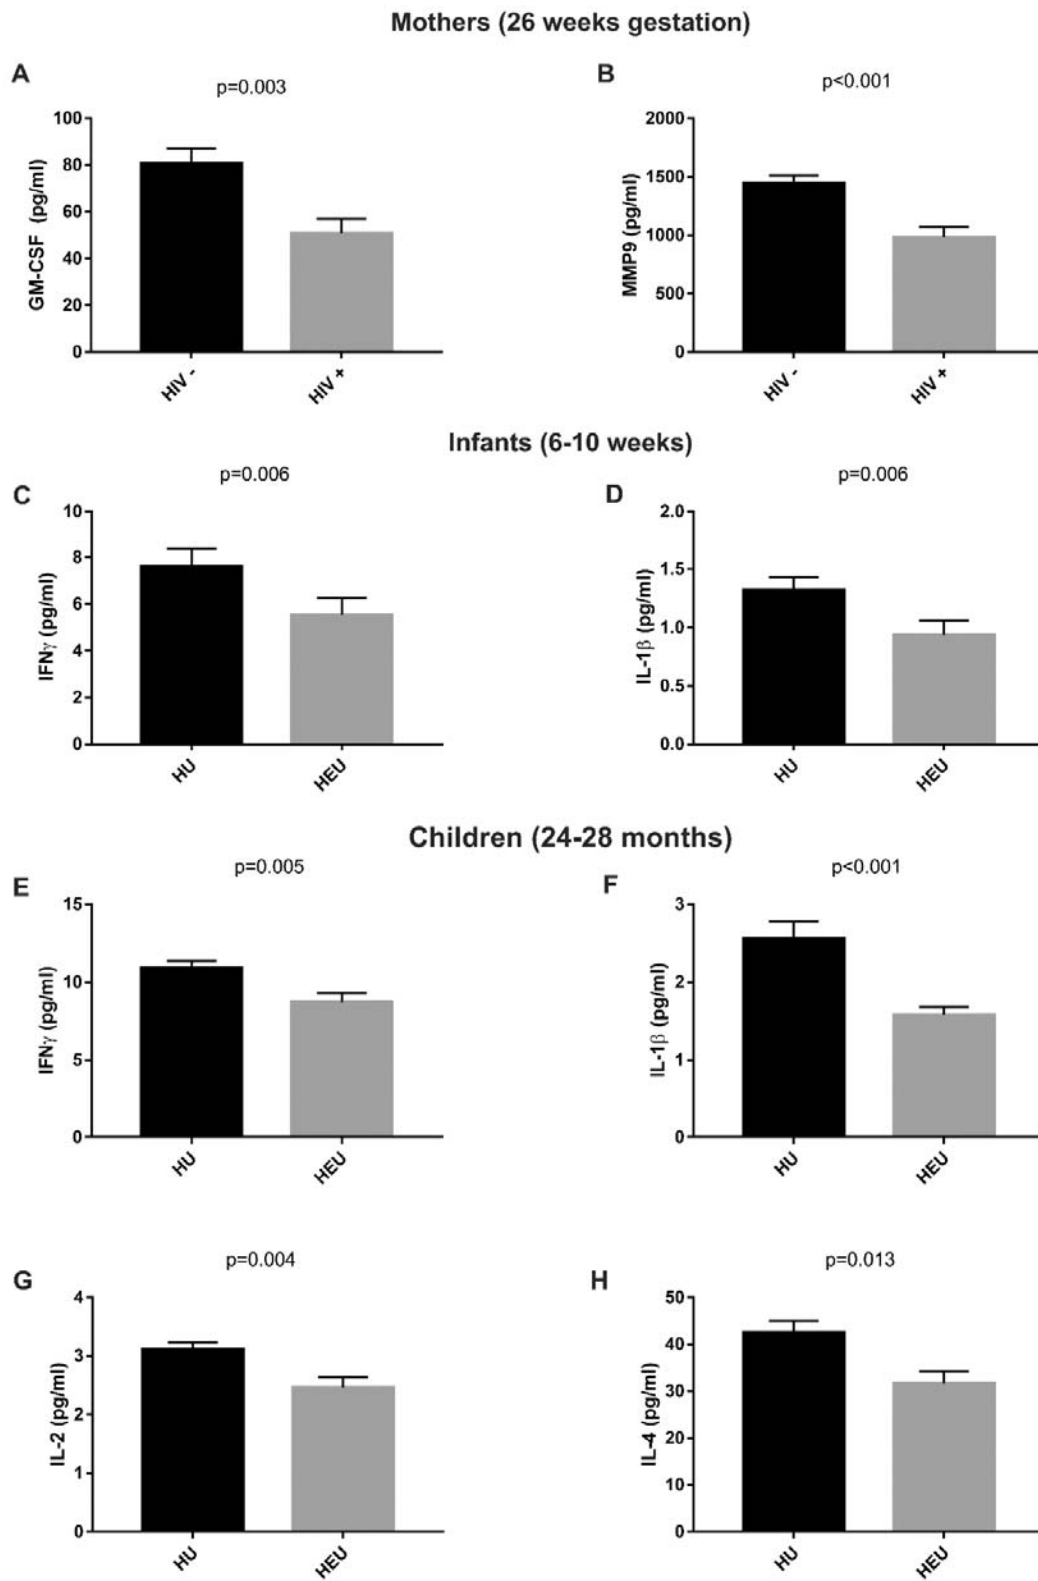 Mothers (26 weeks gestation)
A
p=0.003
GM-CSF (pg/ml)
100
80
60
40
20
0
HIV -
HIV +
B
p<0.001
MMP9 (pg/ml)
2000
1500
1000
500
0
HIV -
HIV +
Infants (6-10 weeks)
C
p=0.006
IFNγ (pg/ml)
10
8
6
4
2
0
HU
HEU
D
p=0.006
IL-1β (pg/ml)
2.0
1.5
1.0
0.5
0.0
HU
HEU
Children (24-28 months)
E
p=0.005
IFNγ (pg/ml)
15
10
5
0
HU
HEU
F
p<0.001
IL-1β (pg/ml)
3
2
1
0
HU
HEU
G
p=0.004
IL-2 (pg/ml)
4
3
2
1
0
HU
HEU
H
p=0.013
IL-4 (pg/ml)
50
40
30
20
10
0
HU
HEU